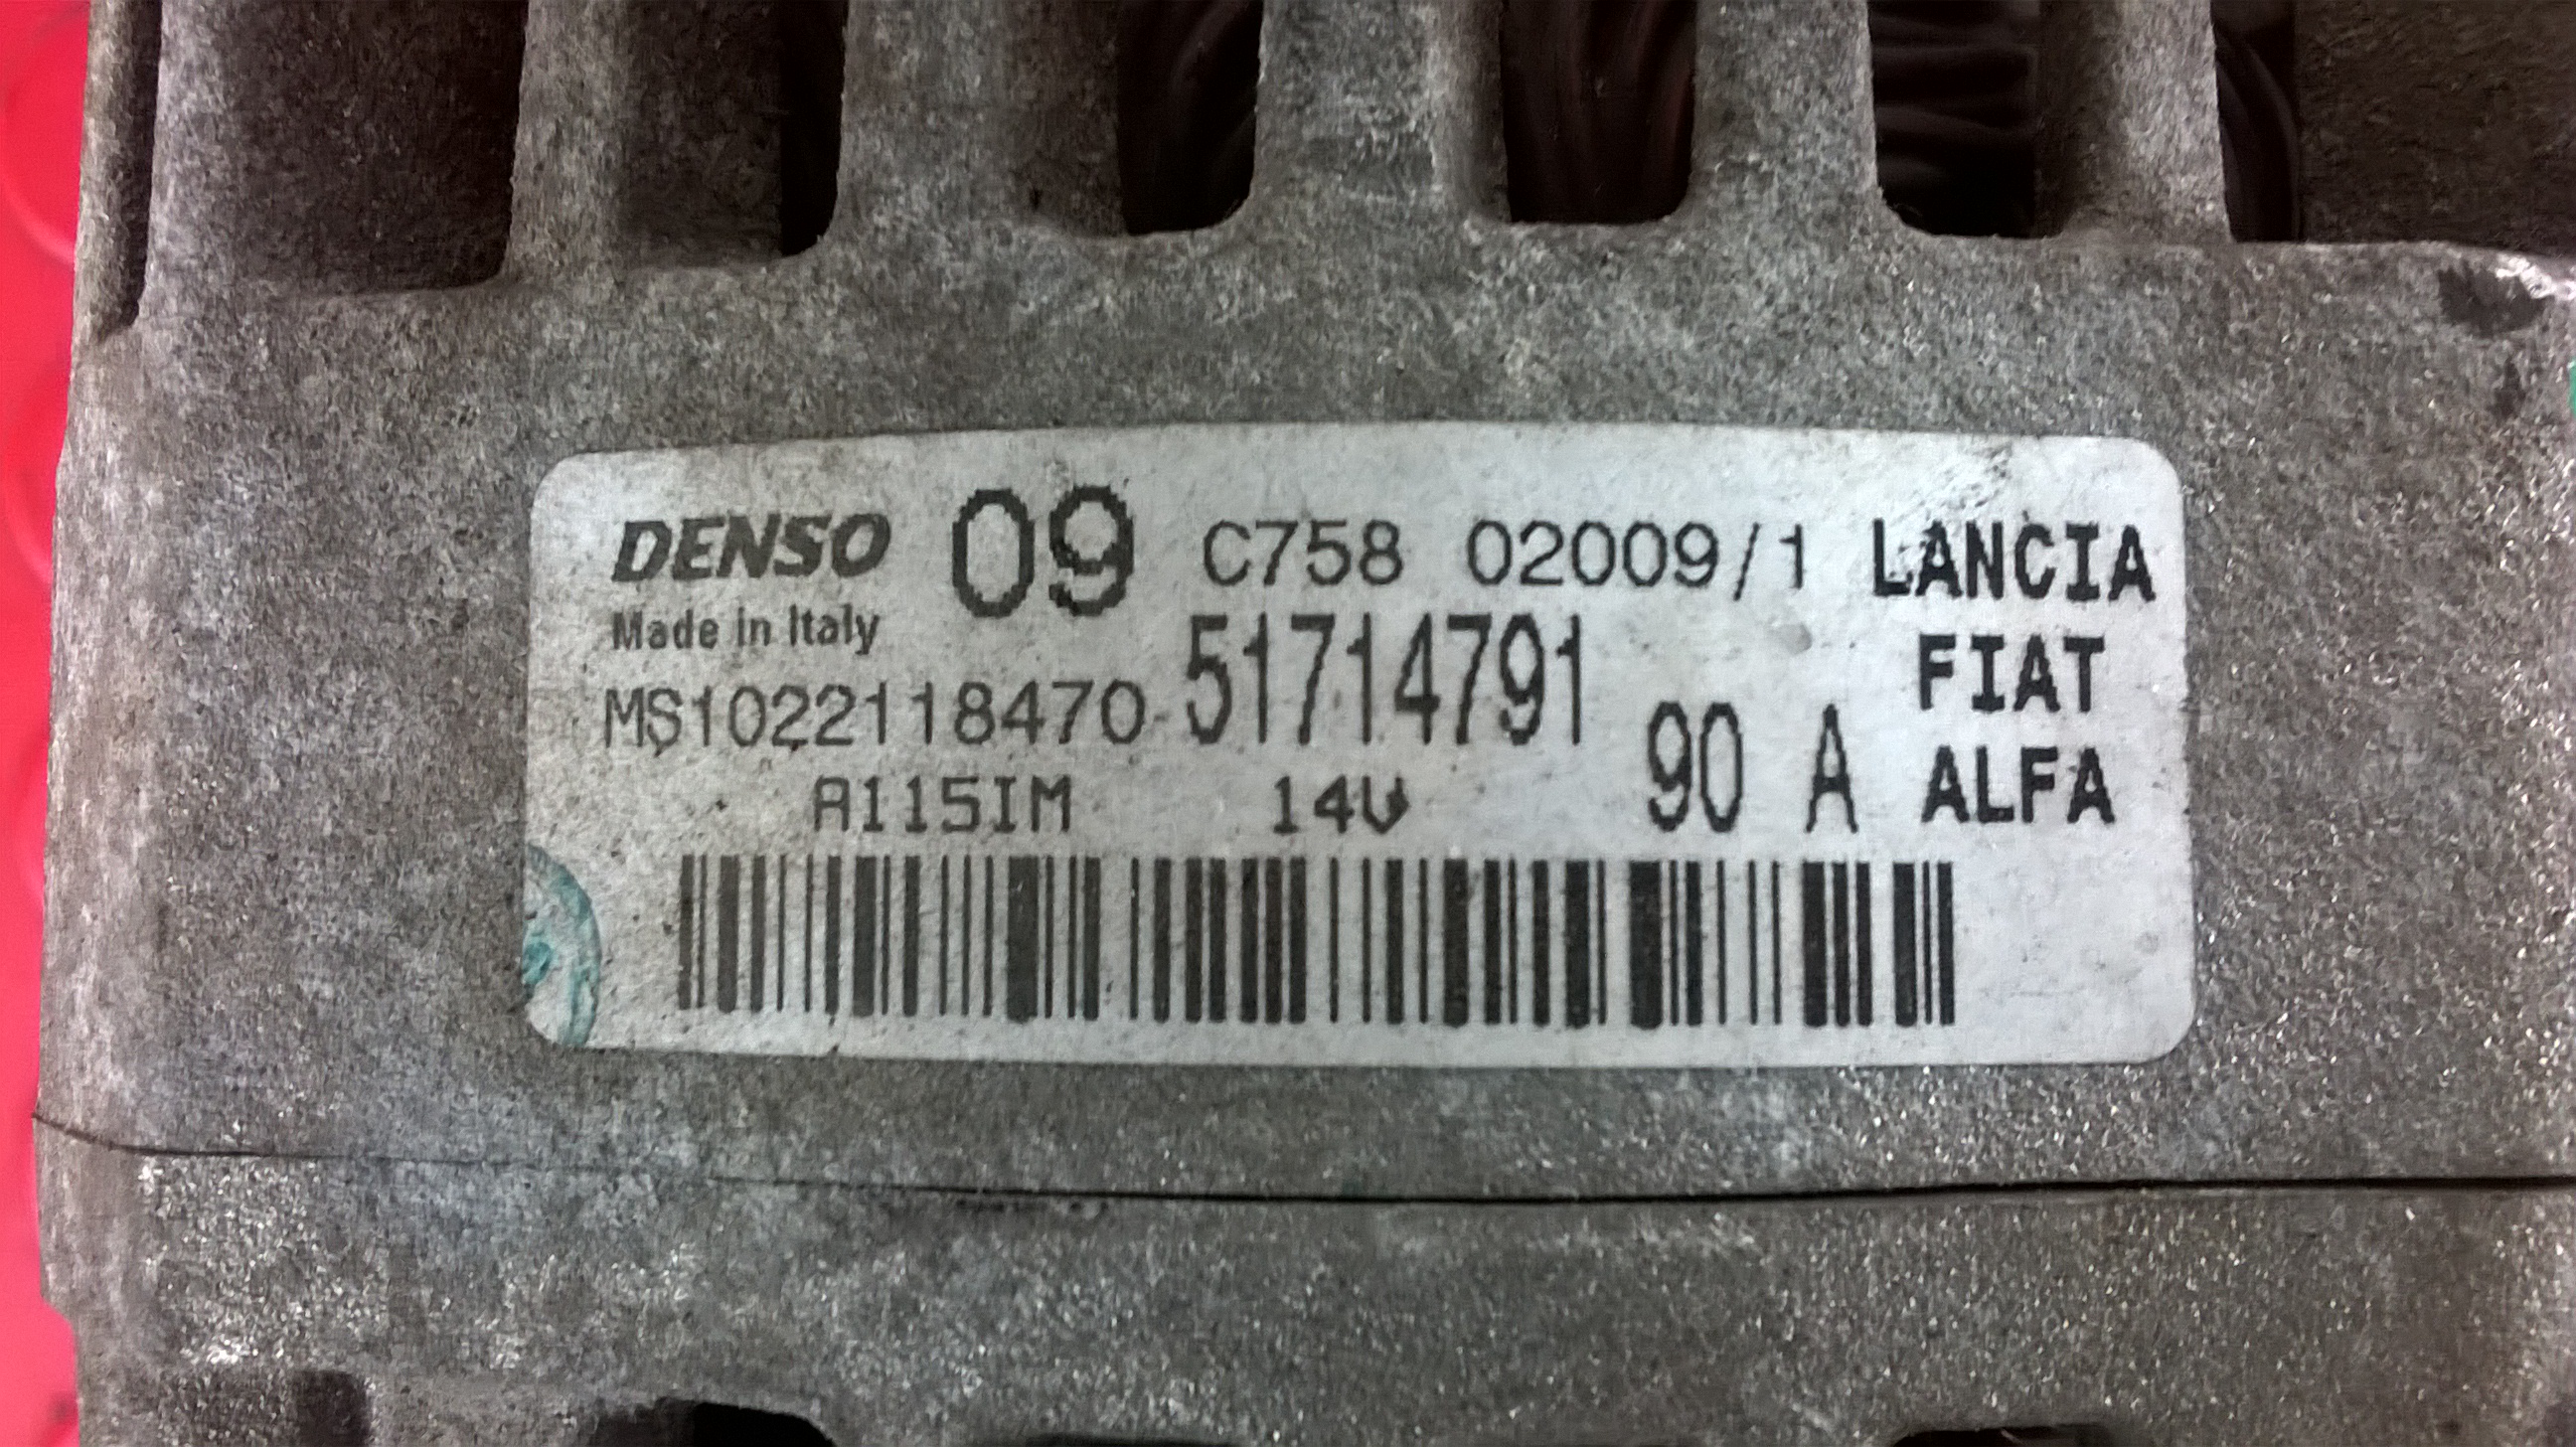 DENSO 09 C758 02009/1 LANCIA
Made in Italy
MS1022118470 51714791 FIAT
A115IM 14V 90 A ALFA